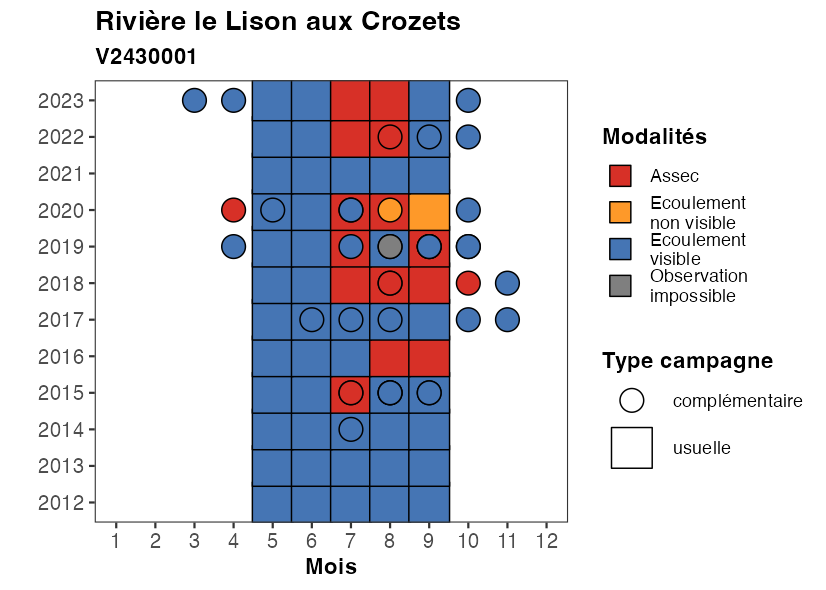 Rivière le Lison aux Crozets
V2430001
2023
2022
2021
2020
2019
2018
2017
2016
2015
2014
2013
2012
1 2 3 4 5 6 7 8 9 10 11 12
Mois
Modalités
Assec
Ecoulement
non visible
Ecoulement
visible
Observation
impossible
Type campagne
complémentaire
usuelle